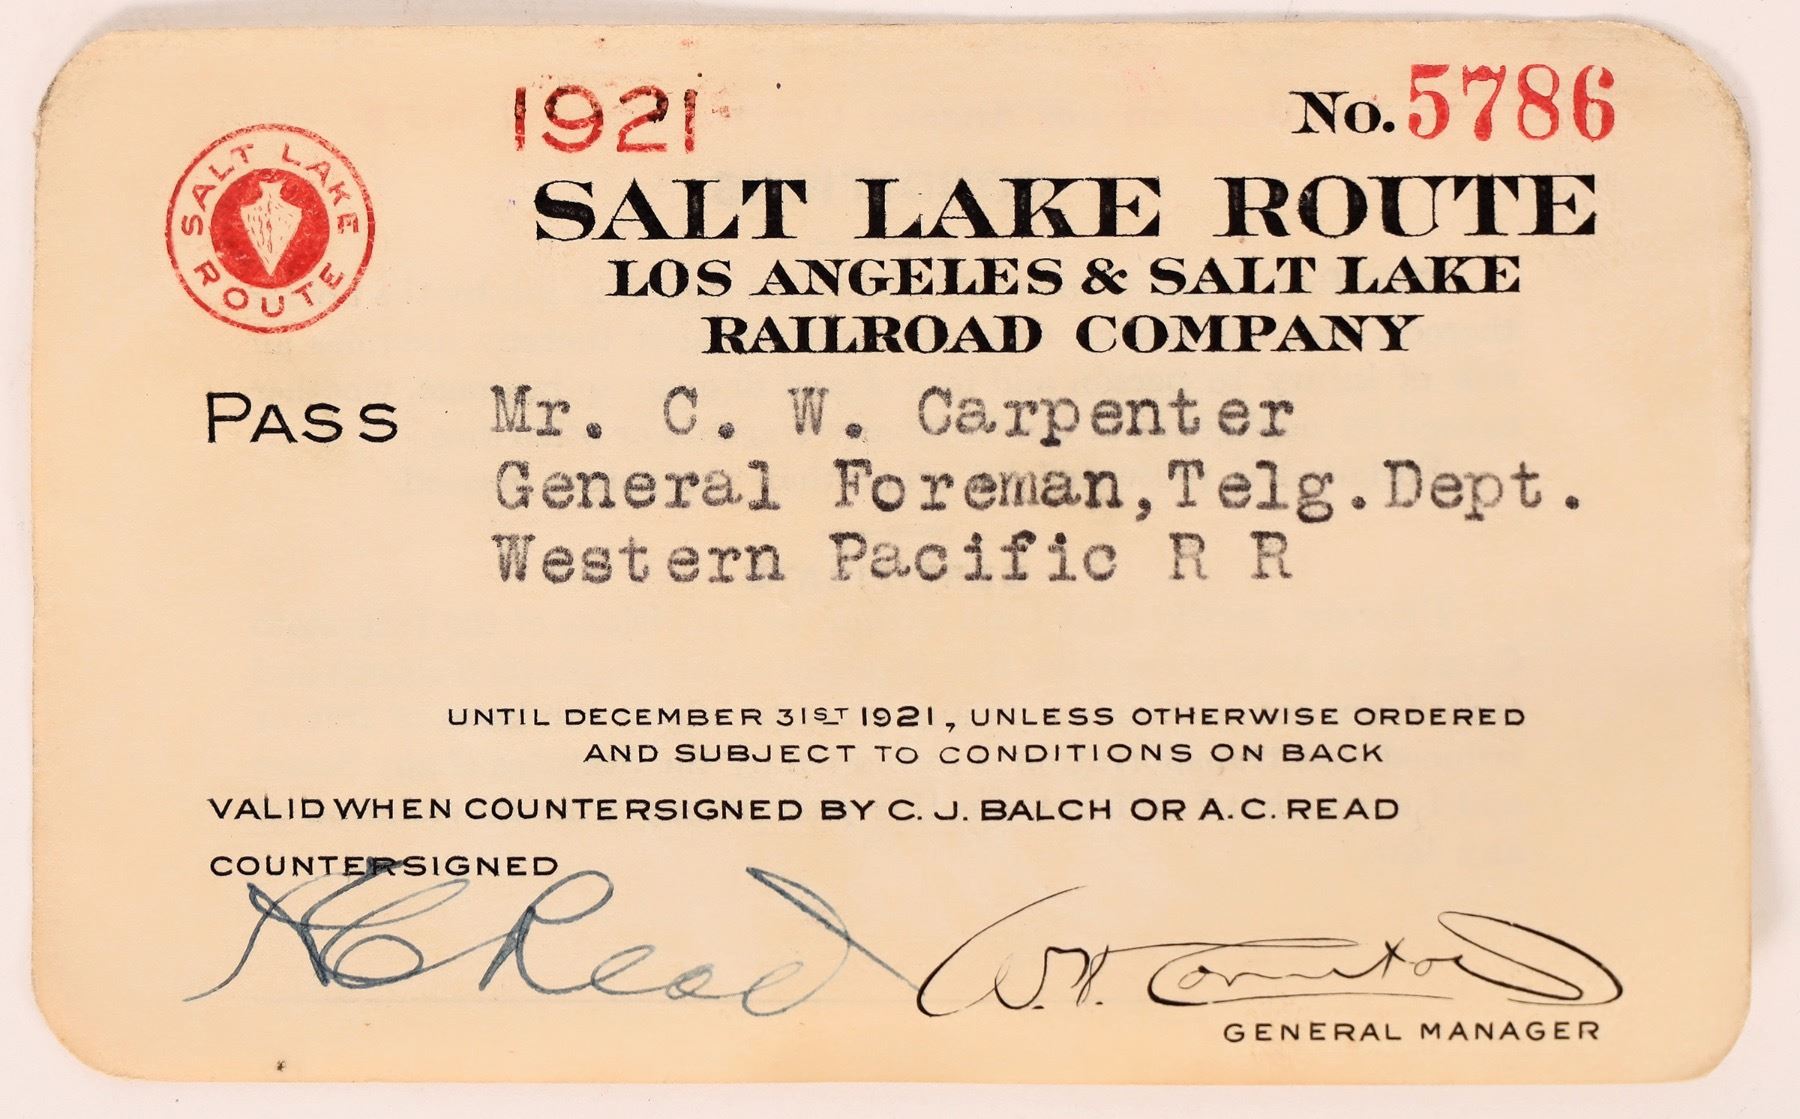 1921
No. 5786
SALT LAKE ROUTE
SALT LAKE ROUTE
LOS ANGELES & SALT LAKE
RAILROAD COMPANY
PASS
Mr. C. W. Carpenter
General Foreman,Telg.Dept.
Western Pacific R R
UNTIL DECEMBER 31ST 1921, UNLESS OTHERWISE ORDERED
AND SUBJECT TO CONDITIONS ON BACK
VALID WHEN COUNTERSIGNED BY C. J. BALCH OR A.C. READ
COUNTERSIGNED
A C Read
GENERAL MANAGER